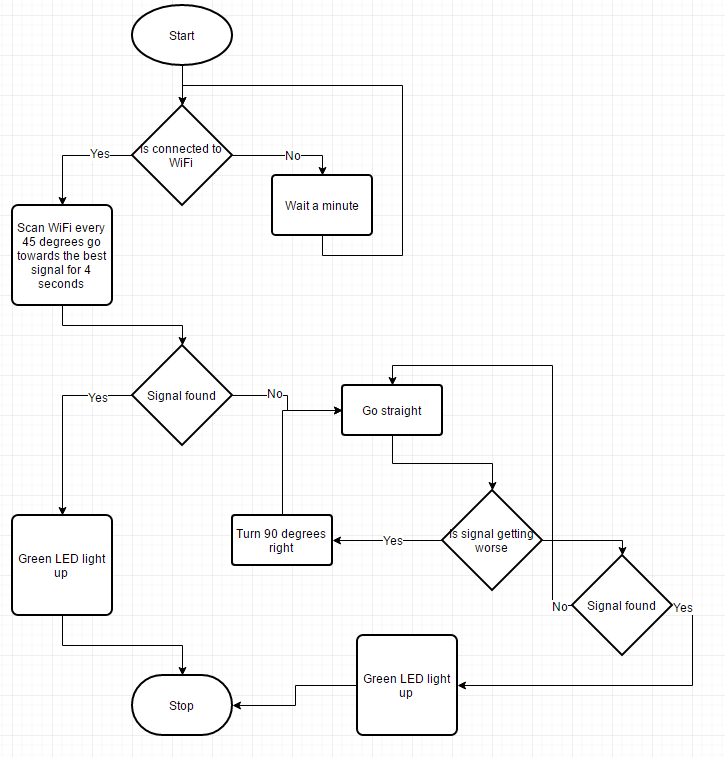 Start
Is connected to
WiFi
Yes
No
Wait a minute
Scan WiFi every
45 degrees go
towards the best
signal for 4
seconds
Signal found
Yes
No
Go straight
Green LED light
up
Turn 90 degrees
right
Yes
Is signal getting
worse
No
Signal found
Yes
Green LED light
up
Stop